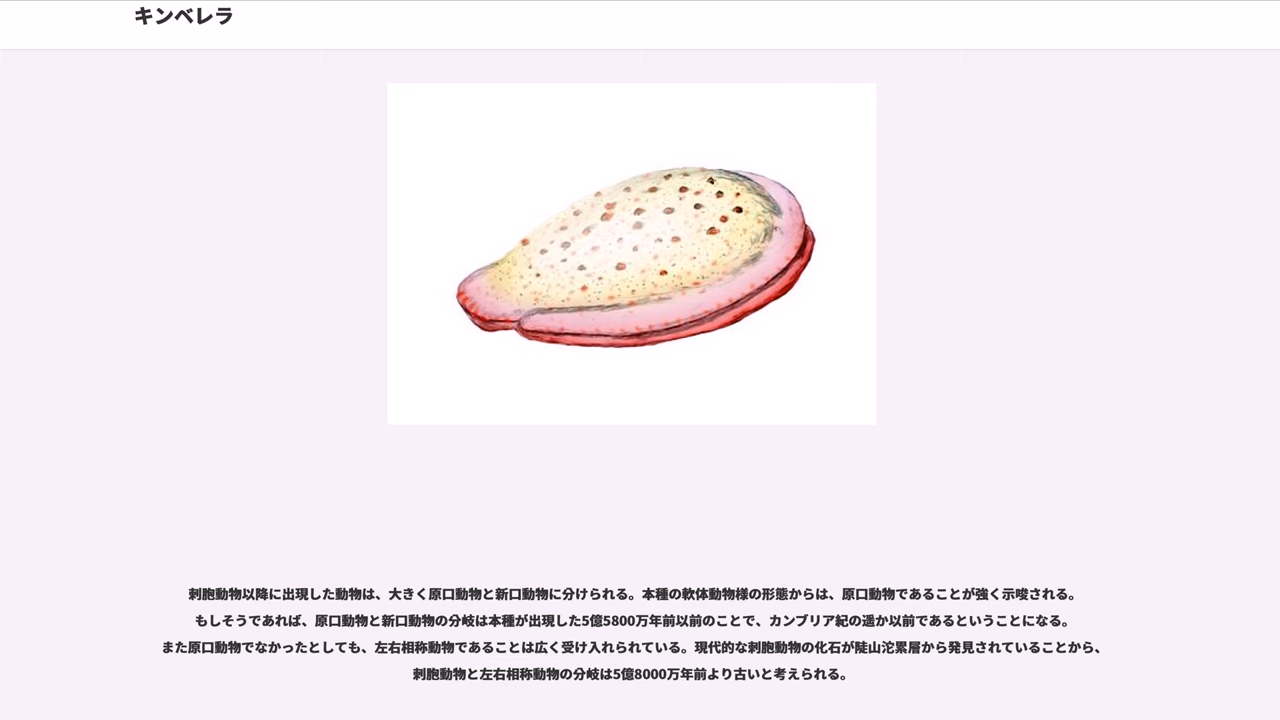 キンベレラ
刺胞動物以降に出現した動物は、大きく原口動物と新口動物に分けられる。本種の軟体動物様の形態からは、原口動物であることが強く示唆される。
もしそうであれば、原口動物と新口動物の分岐は本種が出現した5億5800万年前以前のことで、カンブリア紀の遥か以前であるということになる。
また原口動物でなかったとしても、左右相称動物であることは広く受け入れられている。現代的な刺胞動物の化石が陡山沱累層から発見されていることから、
刺胞動物と左右相称動物の分岐は5億8000万年前より古いと考えられる。